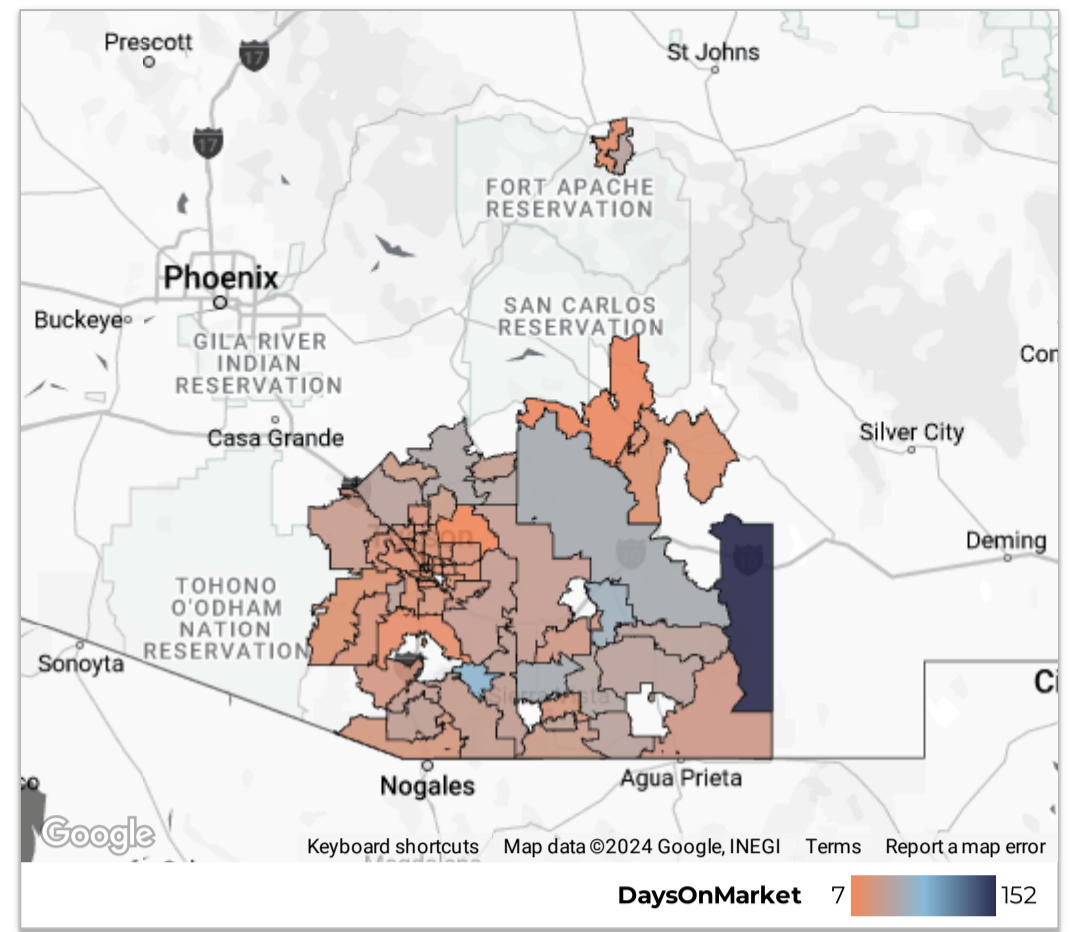 Prescott
17
St Johns
17
FORT APACHE
RESERVATION
Phoenix
SAN CARLOS
RESERVATION
Buckeye
GILA RIVER
INDIAN
RESERVATION
Con
Casa Grande
Silver City
Deming
10
TOHONO
O'ODHAM
NATION
RESERVATION
Sonoyta
Ci
Nogales
Agua Prieta
co
Google
Keyboard shortcuts
Map data ©2024 Google, INEGI
Terms
Report a map error
DaysOnMarket
7
152